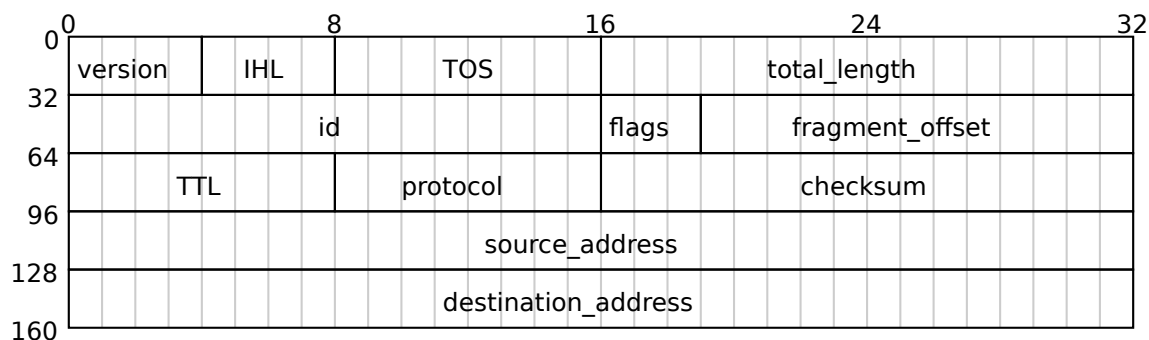 0 8 16 24 32
0
version IHL TOS total_length
32
id flags fragment_offset
64
TTL protocol checksum
96
source_address
128
destination_address
160